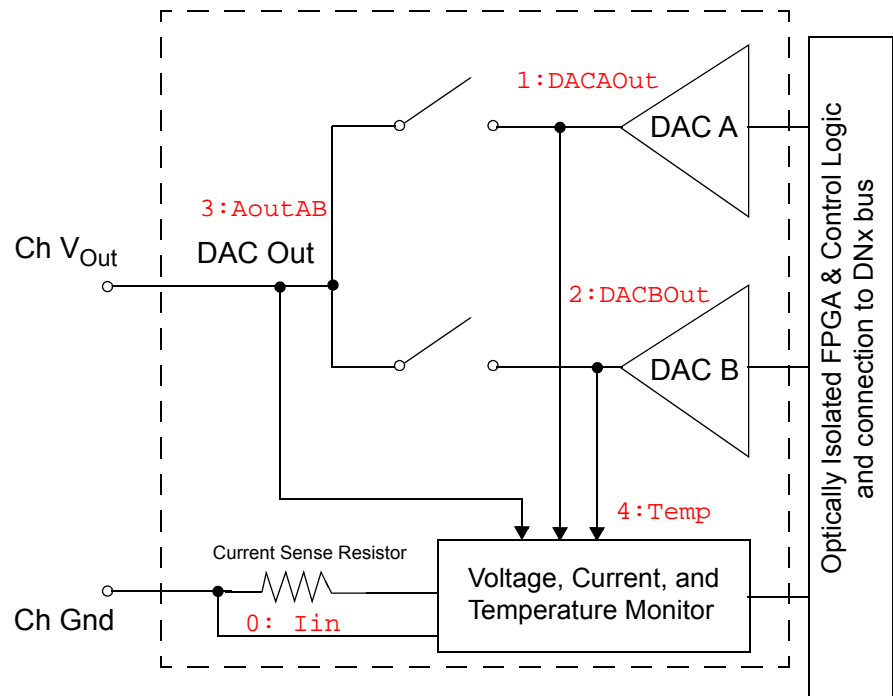 1:DACAOut
DAC A
3:AoutAB
DAC Out
Ch VOut
2:DACBOut
DAC B
4:Temp
Current Sense Resistor
0: Iin
Ch Gnd
Voltage, Current, and
Temperature Monitor
Optically Isolated FPGA & Control Logic
and connection to DNx bus